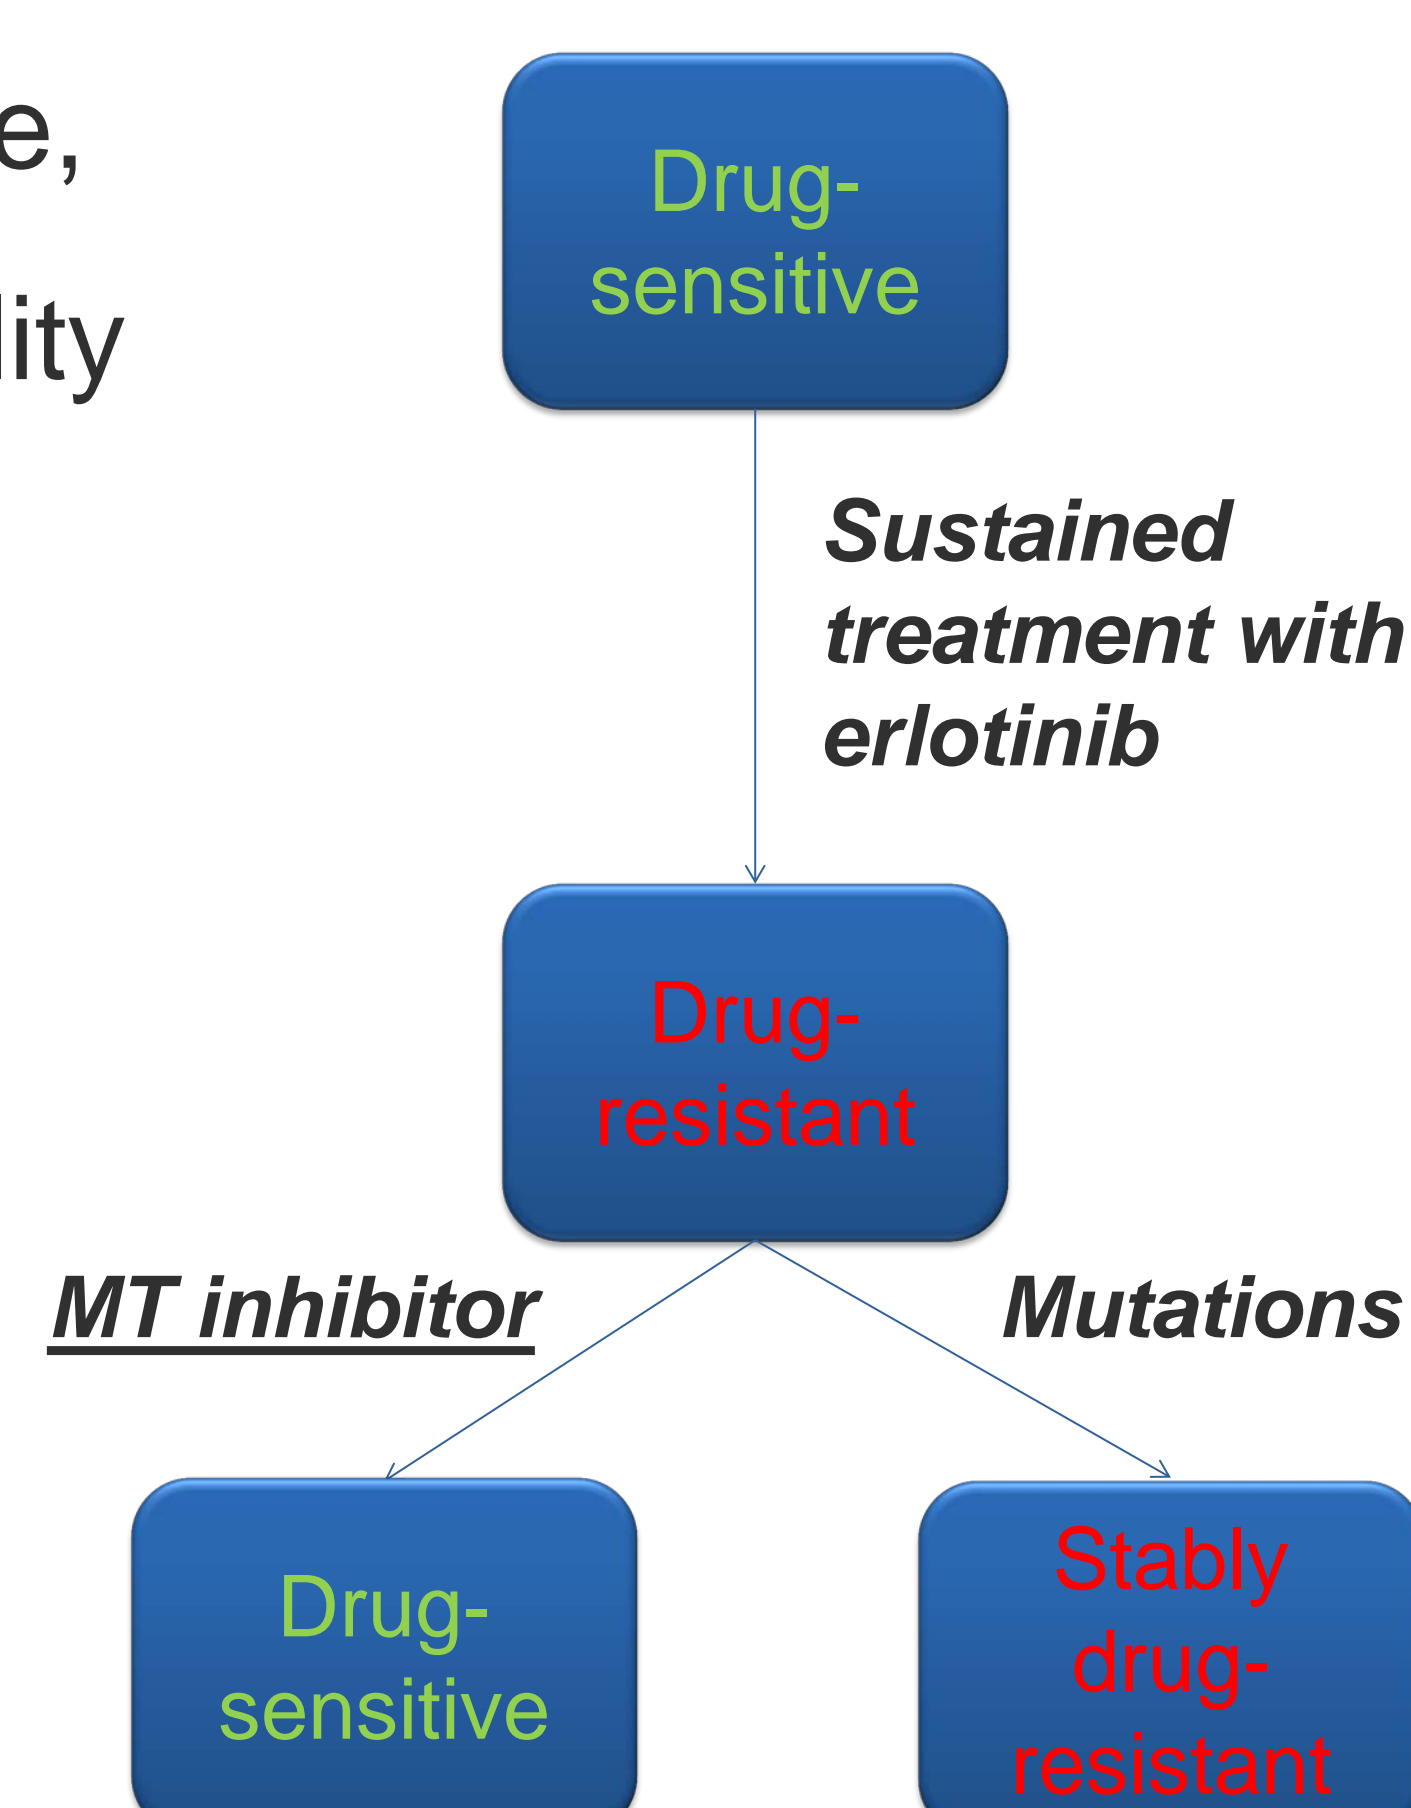 e,
lity
Drug-
sensitive
Sustained
treatment with
erlotinib
Drug-
resistant
MT inhibitor
Mutations
Drug-
sensitive
Stably
drug-
resistant